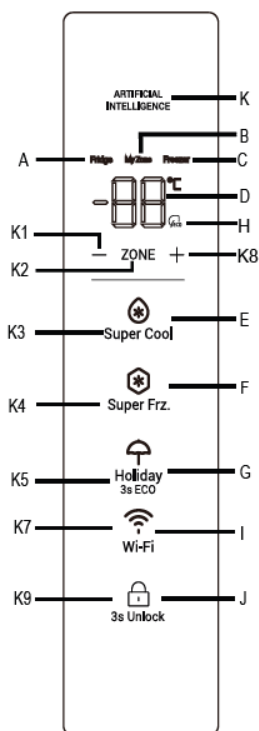 ARTIFICIAL
INTELLIGENCE
K
B
A
Fridge MyZone Freezer
C
-88°C
D
H
K1
− ZONE +
K8
K2
E
K3
Super Cool
F
K4
Super Frz.
G
K5
Holiday
3s ECO
K7
I
Wi-Fi
K9
J
3s Unlock